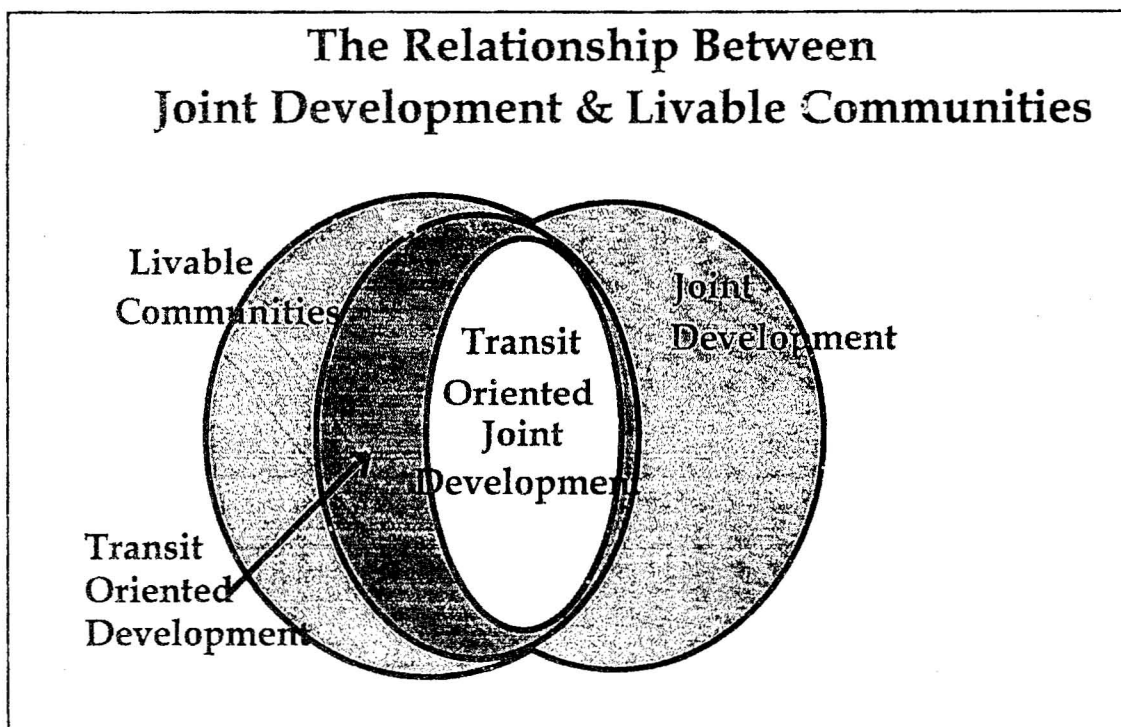 The Relationship Between
Joint Development & Livable Communities
Livable
Communities
Joint
Development
Transit
Oriented
Joint
Development
Transit
Oriented
Development